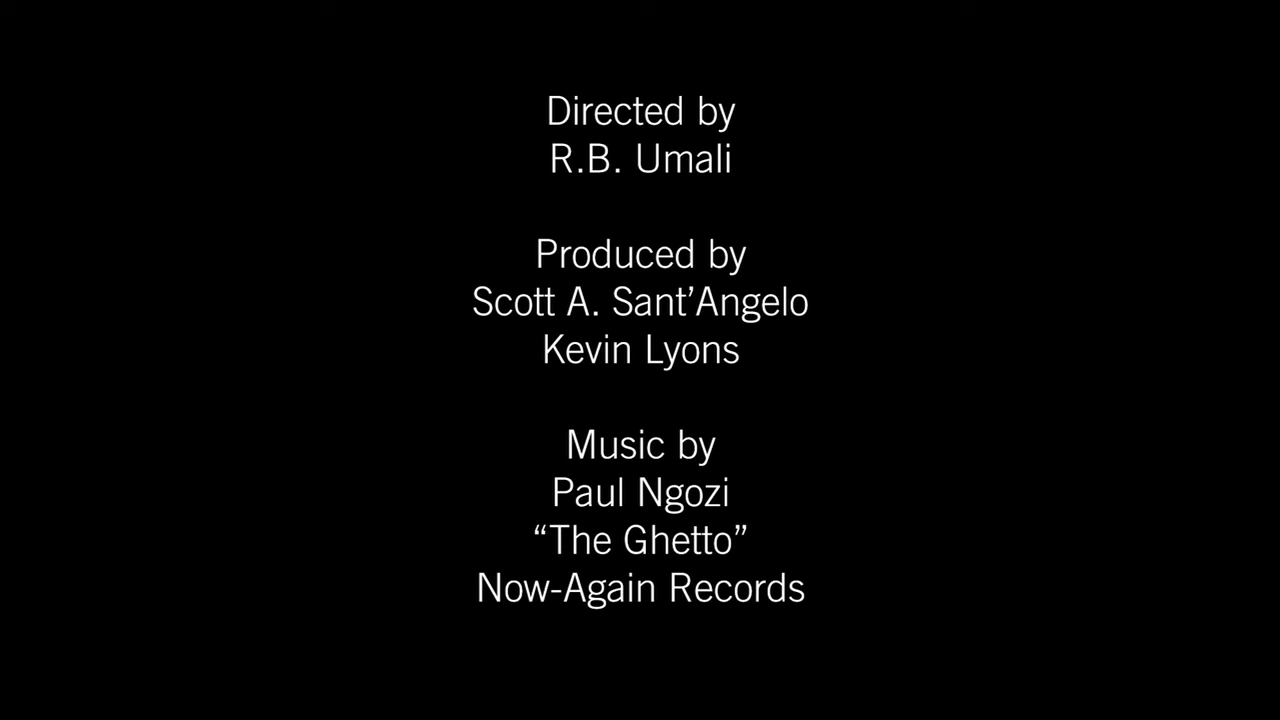 Directed by
R.B. Umali
Produced by
Scott A. Sant’Angelo
Kevin Lyons
Music by
Paul Ngozi
“The Ghetto”
Now-Again Records